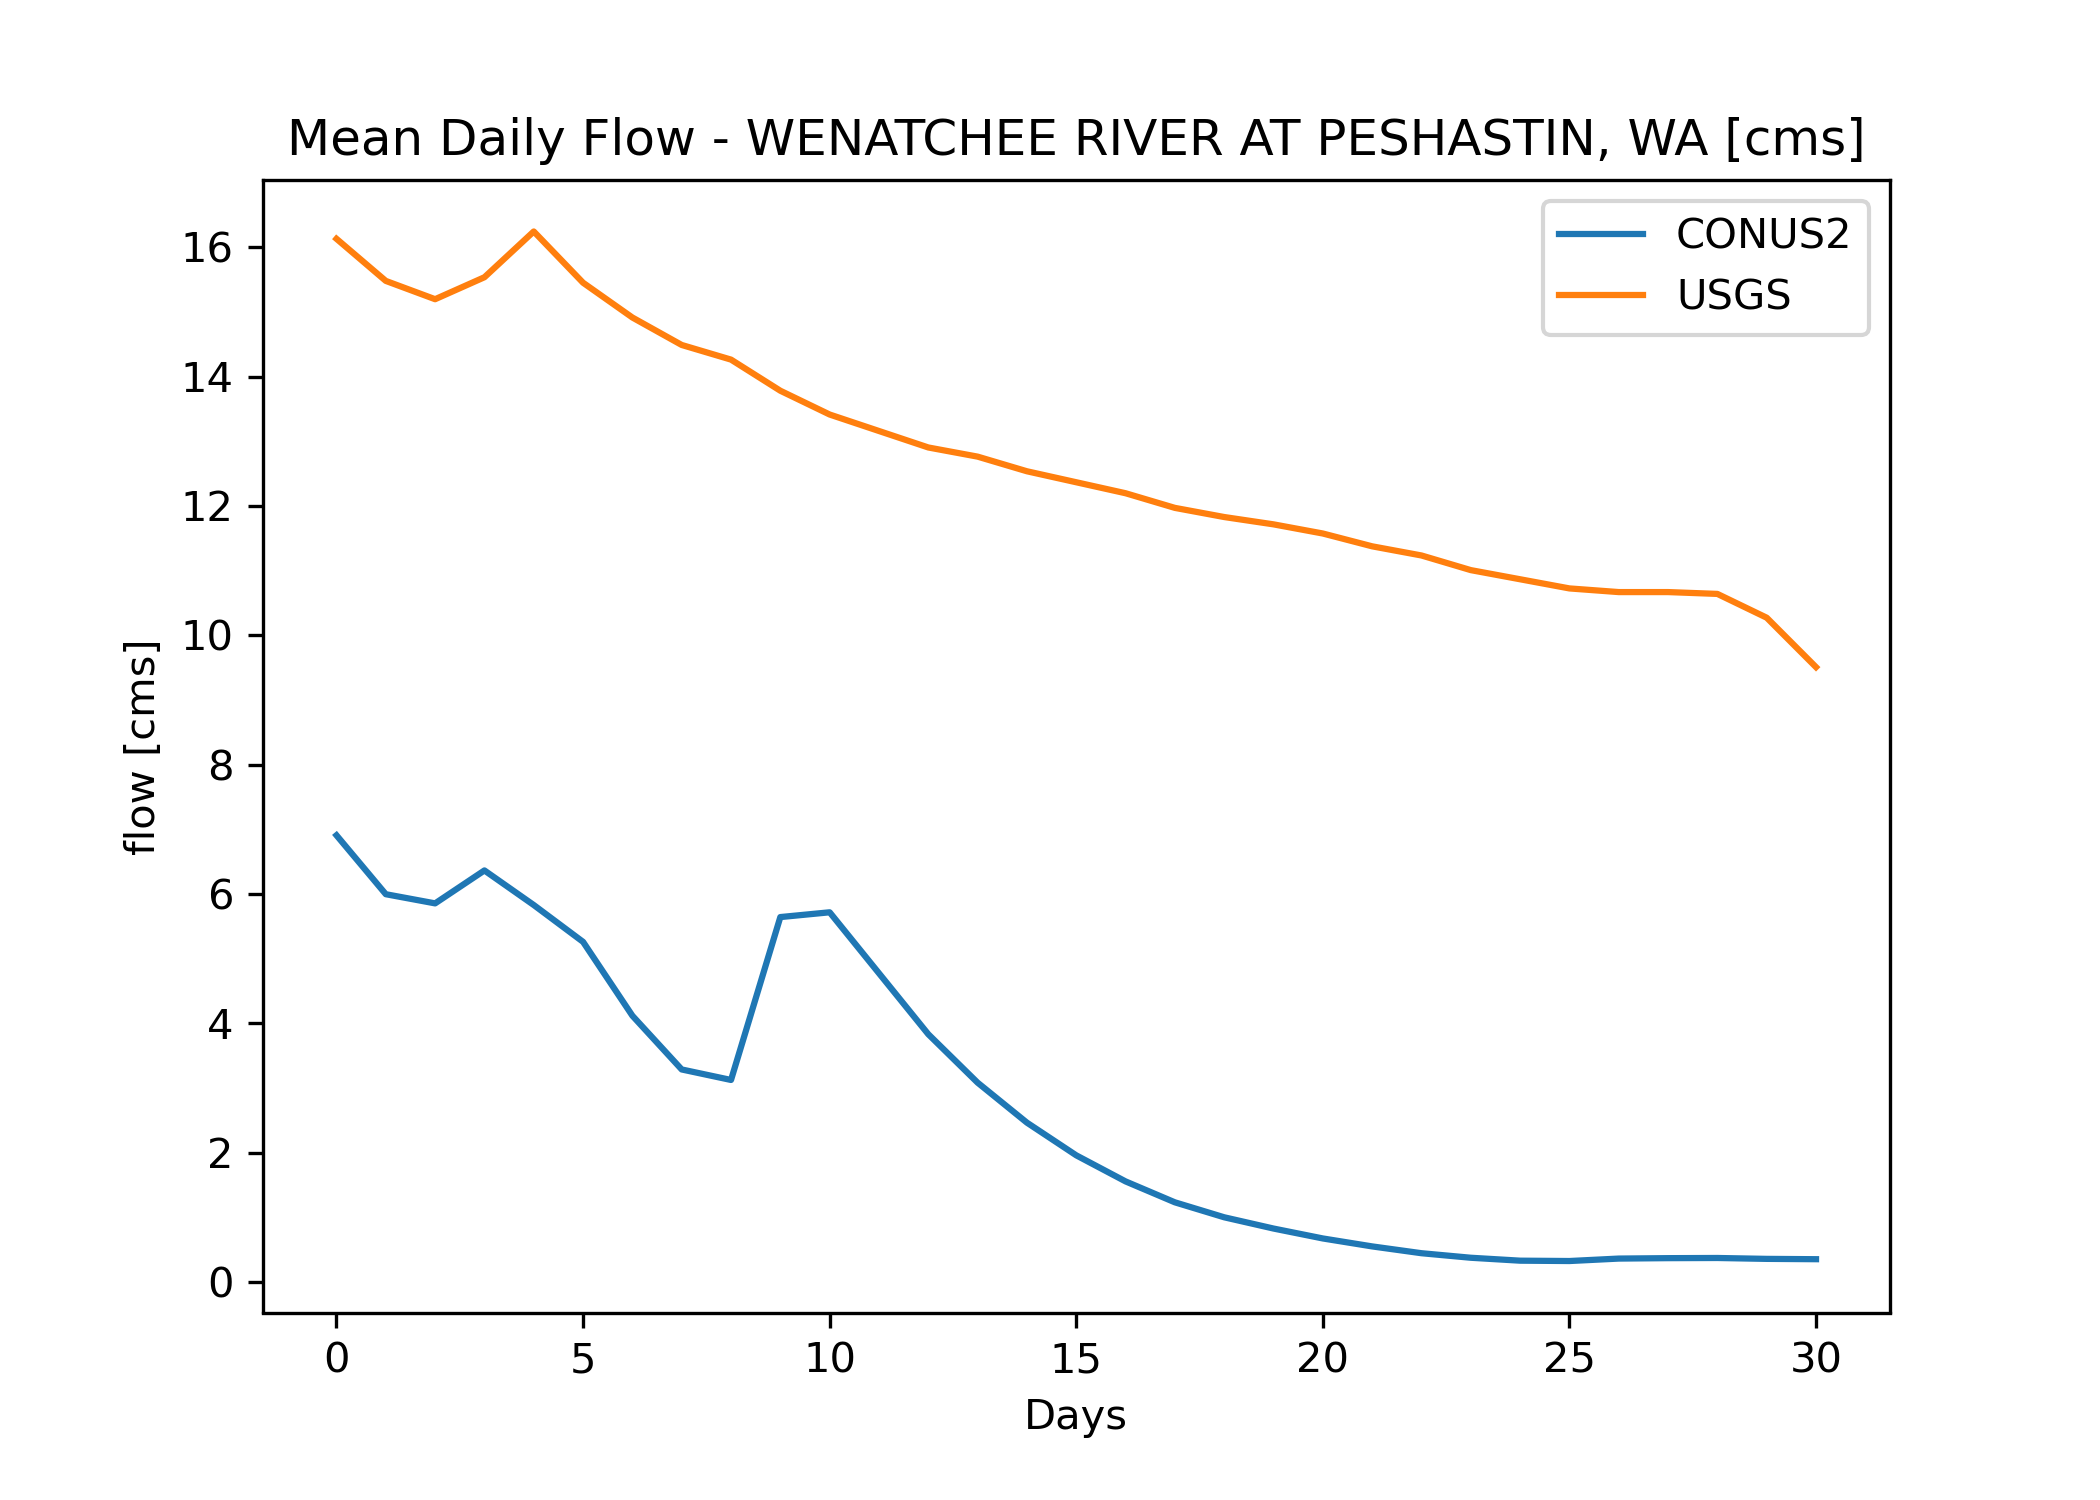 Mean Daily Flow - WENATCHEE RIVER AT PESHASTIN, WA [cms]
CONUS2
USGS
16
14
12
10
8
6
4
2
0
flow [cms]
0 5 10 15 20 25 30
Days